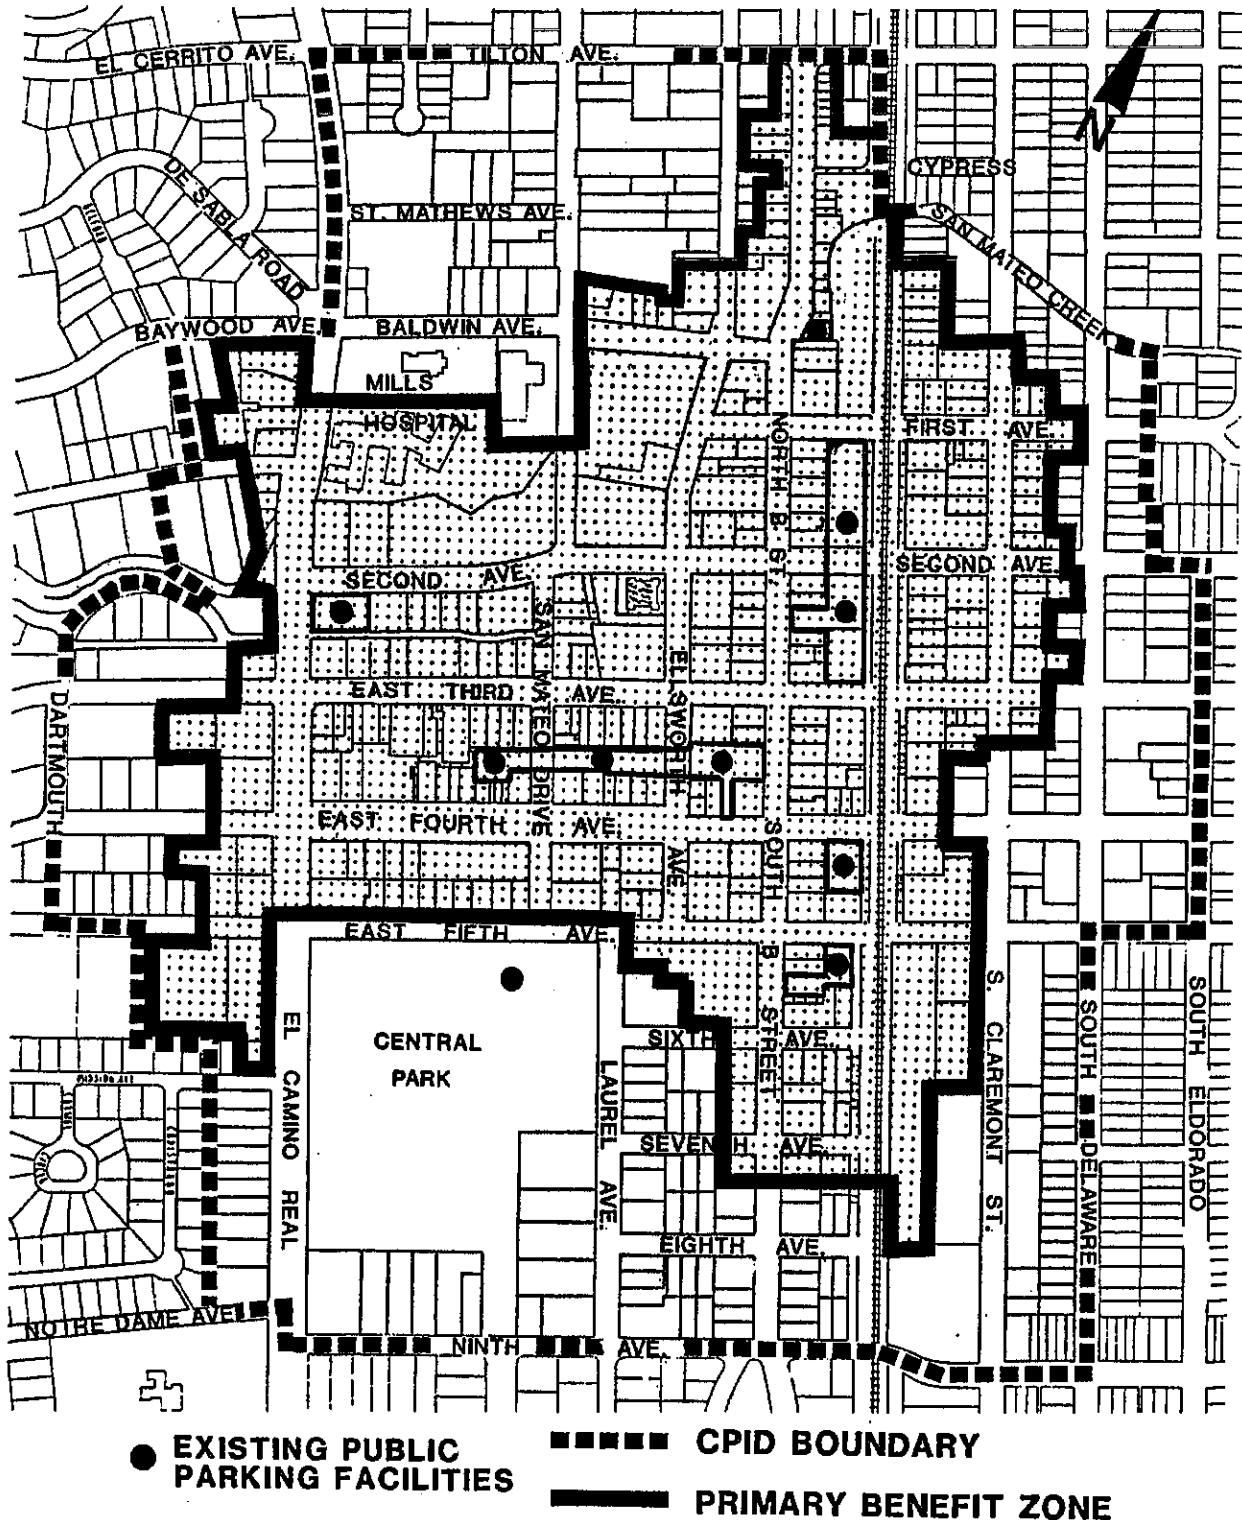 EL CERRITO AVE.
TILTON AVE.
N
CYPRESS
DE SABLA ROAD
ST. MATHEWS AVE.
SAN MATEO CREEK
BAYWOOD AVE.
BALDWIN AVE.
MILLS
HOSPITAL
NORTH B ST.
FIRST AVE.
SECOND AVE.
SECOND AVE.
SAN MATEO DRIVE
ELLSWORTH AVE.
EAST THIRD AVE.
DARTMOUTH
EAST FOURTH AVE.
SOUTH B STREET
EAST FIFTH AVE.
EL CAMINO REAL
CENTRAL
PARK
LAUREL AVE.
SIXTH AVE.
S CLAREMONT ST.
SOUTH DELAWARE
SOUTH ELDORADO
SEVENTH AVE.
EIGHTH AVE.
NOTRE DAME AVE.
NINTH AVE.
EXISTING PUBLIC
PARKING FACILITIES
CPID BOUNDARY
PRIMARY BENEFIT ZONE